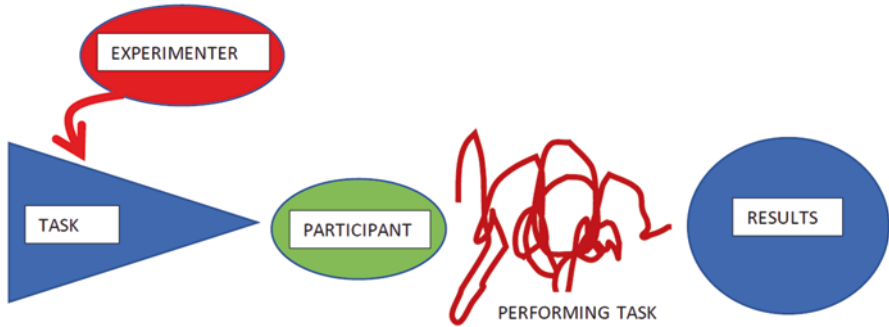 EXPERIMENTER
TASK
PARTICIPANT
RESULTS
PERFORMING TASK